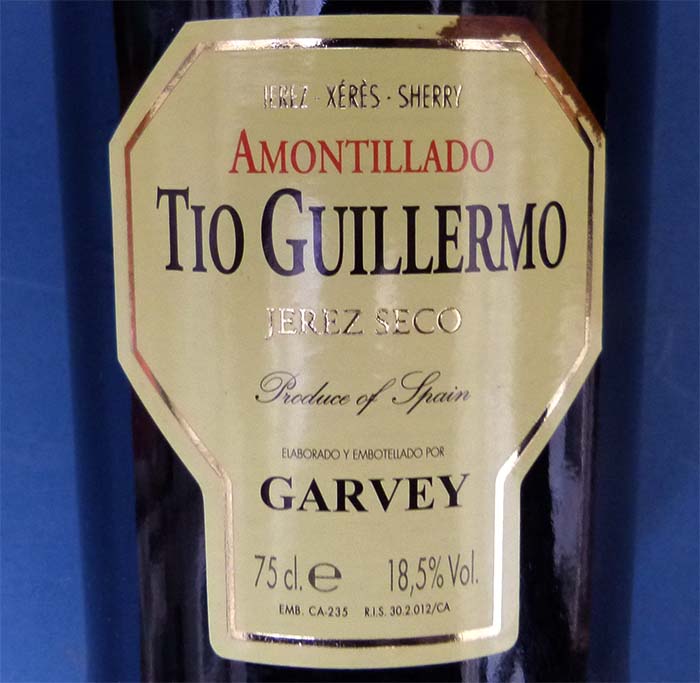 JEREZ - XÉRÈS - SHERRY
AMONTILLADO
TIO GUILLERMO
JEREZ SECO
Produce of Spain
ELABORADO Y EMBOTELLADO POR
GARVEY
75 cl. e 18,5% Vol.
EMB. CA-235 R.I.S. 30.2.012/CA